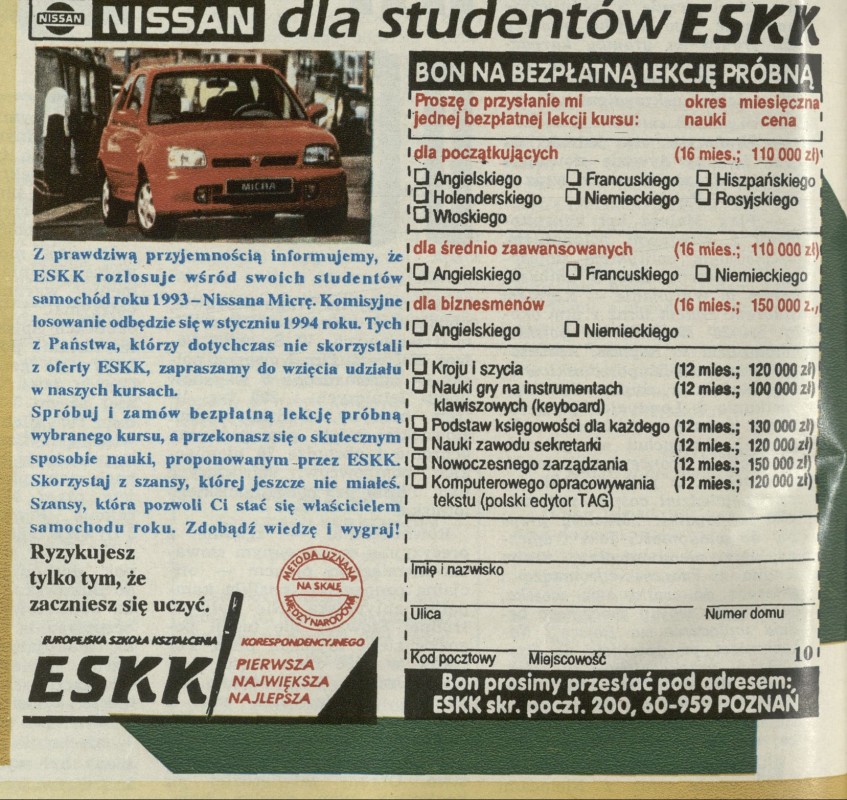 NISSAN NISSAN dla studentów ESKK
MICRA
Z prawdziwą przyjemnością informujemy, że
ESKK rozlosuje wśród swoich studentów
samochód roku 1993 – Nissana Micrę. Komisyjne
losowanie odbędzie się w styczniu 1994 roku. Tych
z Państwa, którzy dotychczas nie skorzystali
z oferty ESKK, zapraszamy do wzięcia udziału
w naszych kursach.
Spróbuj i zamów bezpłatną lekcję próbną
wybranego kursu, a przekonasz się o skutecznym
sposobie nauki, proponowanym przez ESKK.
Skorzystaj z szansy, której jeszcze nie miałeś.
Szansy, która pozwoli Ci stać się właścicielem
samochodu roku. Zdobądź wiedzę i wygraj!
Ryzykujesz
tylko tym, że
zaczniesz się uczyć.
METODA UZNANA
NA SKALĘ
MIĘDZYNARODOWĄ
EUROPEJSKA SZKOŁA KSZTAŁCENIA KORESPONDENCYJNEGO
ESKK
PIERWSZA
NAJWIĘKSZA
NAJLEPSZA
BON NA BEZPŁATNĄ LEKCJĘ PRÓBNĄ
Proszę o przysłanie mi okres miesięczna
jednej bezpłatnej lekcji kursu: nauki cena
dla początkujących (16 mies.; 110 000 zł)
Angielskiego Francuskiego Hiszpańskiego
Holenderskiego Niemieckiego Rosyjskiego
Włoskiego
dla średnio zaawansowanych (16 mies.; 110 000 zł)
Angielskiego Francuskiego Niemieckiego
dla biznesmenów (16 mies.; 150 000 z.,
Angielskiego Niemieckiego
Kroju i szycia (12 mies.; 120 000 zł)
Nauki gry na instrumentach (12 mies.; 100 000 zł)
klawiszowych (keyboard)
Podstaw księgowości dla każdego (12 mies.; 130 000 zł)
Nauki zawodu sekretarki (12 mies.; 120 000 zł)
Nowoczesnego zarządzania (12 mies.; 150 000 zł)
Komputerowego opracowywania (12 mies.; 120 000 zł)
tekstu (polski edytor TAG)
Imię i nazwisko
Ulica Numer domu
Kod pocztowy Miejscowość 10
Bon prosimy przesłać pod adresem:
ESKK skr. poczt. 200, 60-959 POZNAŃ